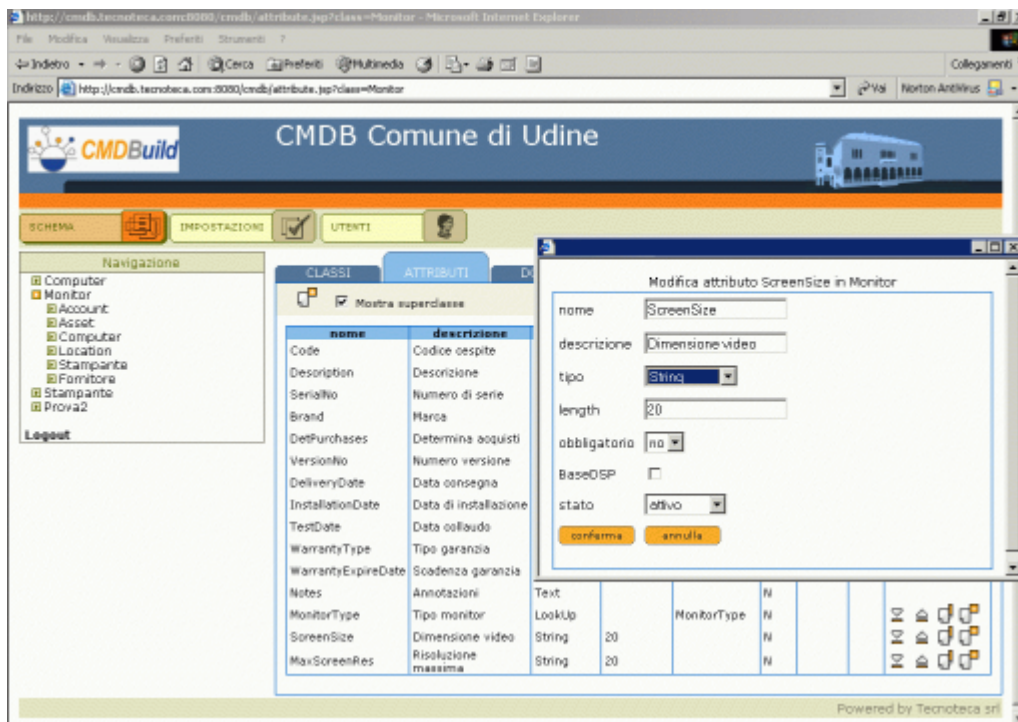 http://cmdb.tecnoteca.com:8080/cmdb/attribute.jsp?class=Monitor - Microsoft Internet Explorer
File Modifica Visualizza Preferiti Strumenti ?
Indietro Cerca Preferiti Multimedia Collegamenti
Indirizzo http://cmdb.tecnoteca.com:8080/cmdb/attribute.jsp?class=Monitor Vai Norton AntiVirus
CMDBuild
CMDB Comune di Udine
SCHEMA IMPOSTAZIONI UTENTI
Navigazione
Computer
Monitor
Account
Asset
Computer
Location
Stampante
Fornitore
Stampante
Prova2
Logout
CLASSI ATTRIBUTI DO
Mostra superclasse
nome descrizione
Code Codice cespite
Description Descrizione
SerialNo Numero di serie
Brand Marca
DetPurchases Determina acquisti
VersionNo Numero versione
DeliveryDate Data consegna
InstallationDate Data di installazione
TestDate Data collaudo
WarrantyType Tipo garanzia
WarrantyExpireDate Scadenza garanzia
Notes Annotazioni Text N
MonitorType Tipo monitor LookUp MonitorType N
ScreenSize Dimensione video String 20 N
MaxScreenRes Risoluzione massima String 20 N
Modifica attributo ScreenSize in Monitor
nome ScreenSize
descrizione Dimensione video
tipo String
length 20
obbligatorio no
BaseDSP
stato attivo
conferma annulla
Powered by Tecnoteca srl